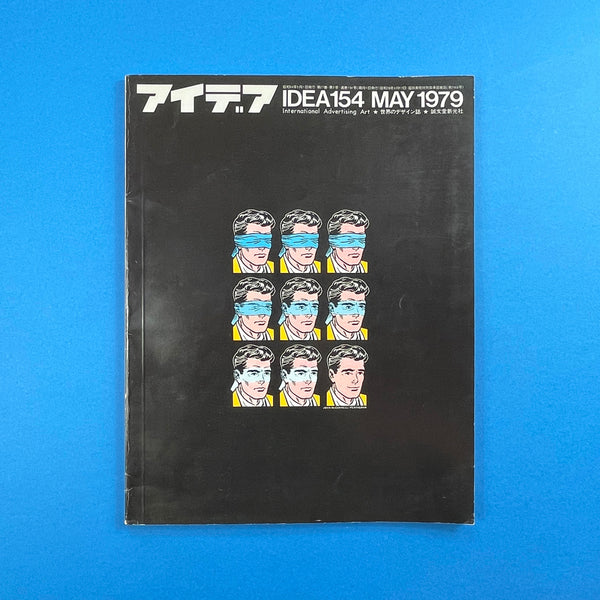 アイデア
IDEA154 MAY 1979
International Advertising Art ★ 世界のデザイン誌 ★ 誠文堂新光社